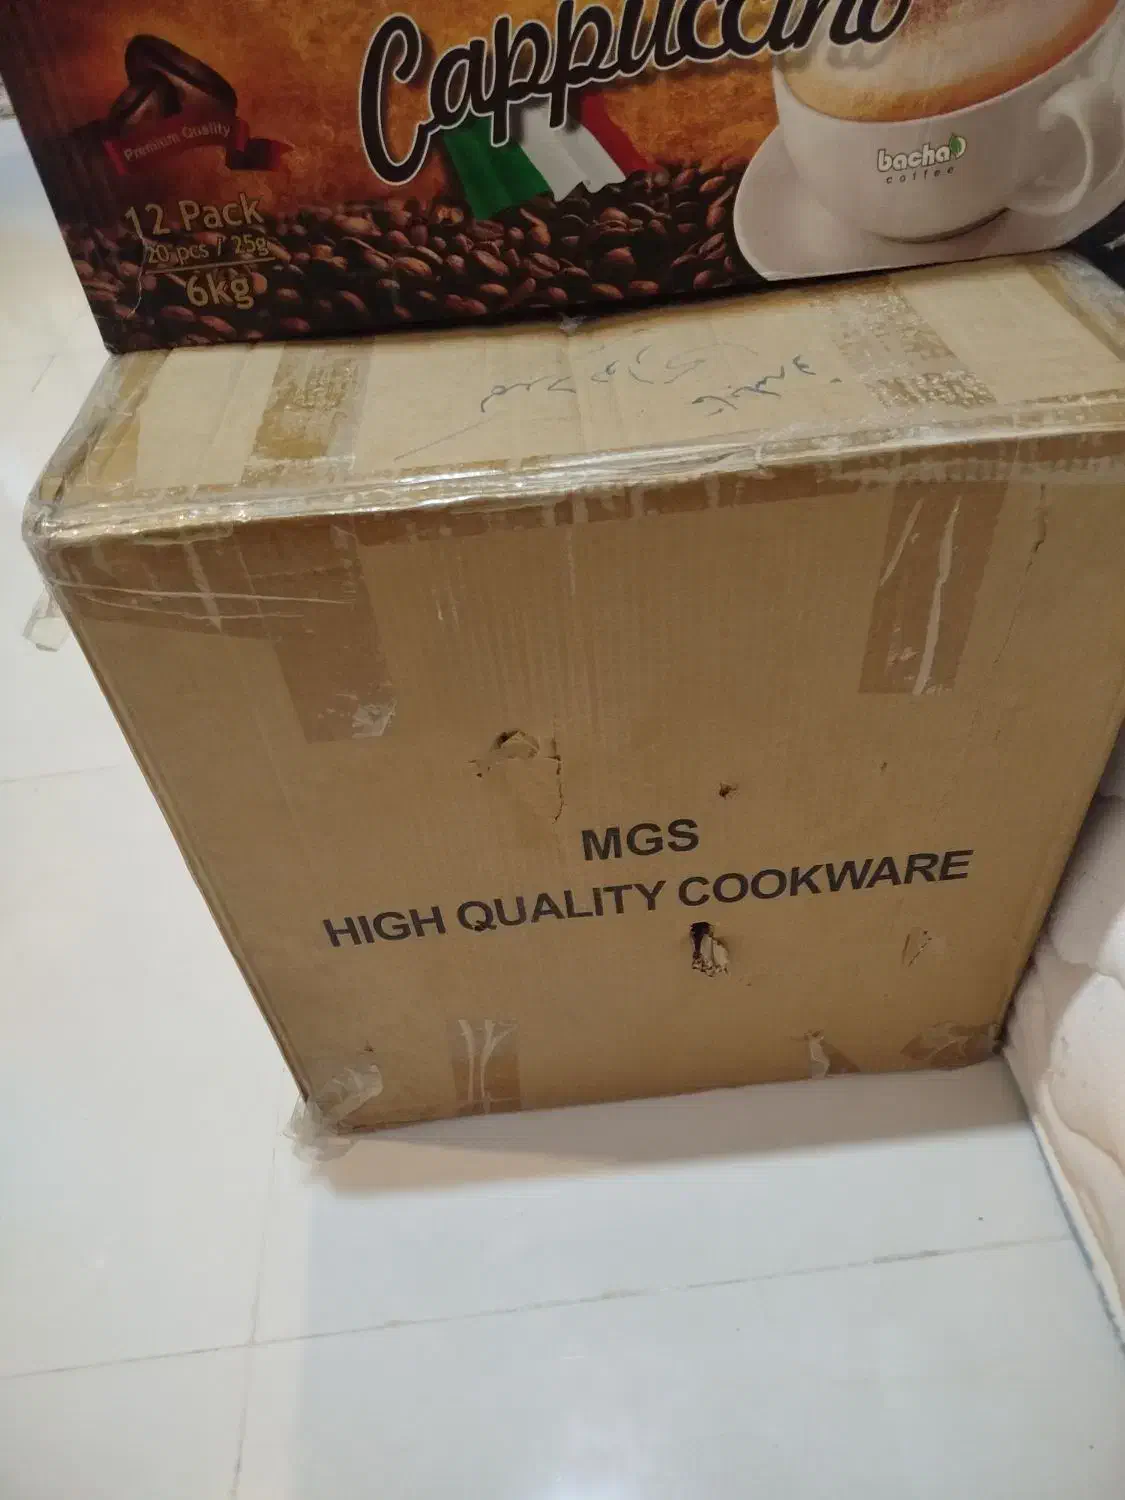 Cappuccino
Premium Quality
bacha
coffee
12 Pack
20 pcs / 25g
6kg
MGS
HIGH QUALITY COOKWARE